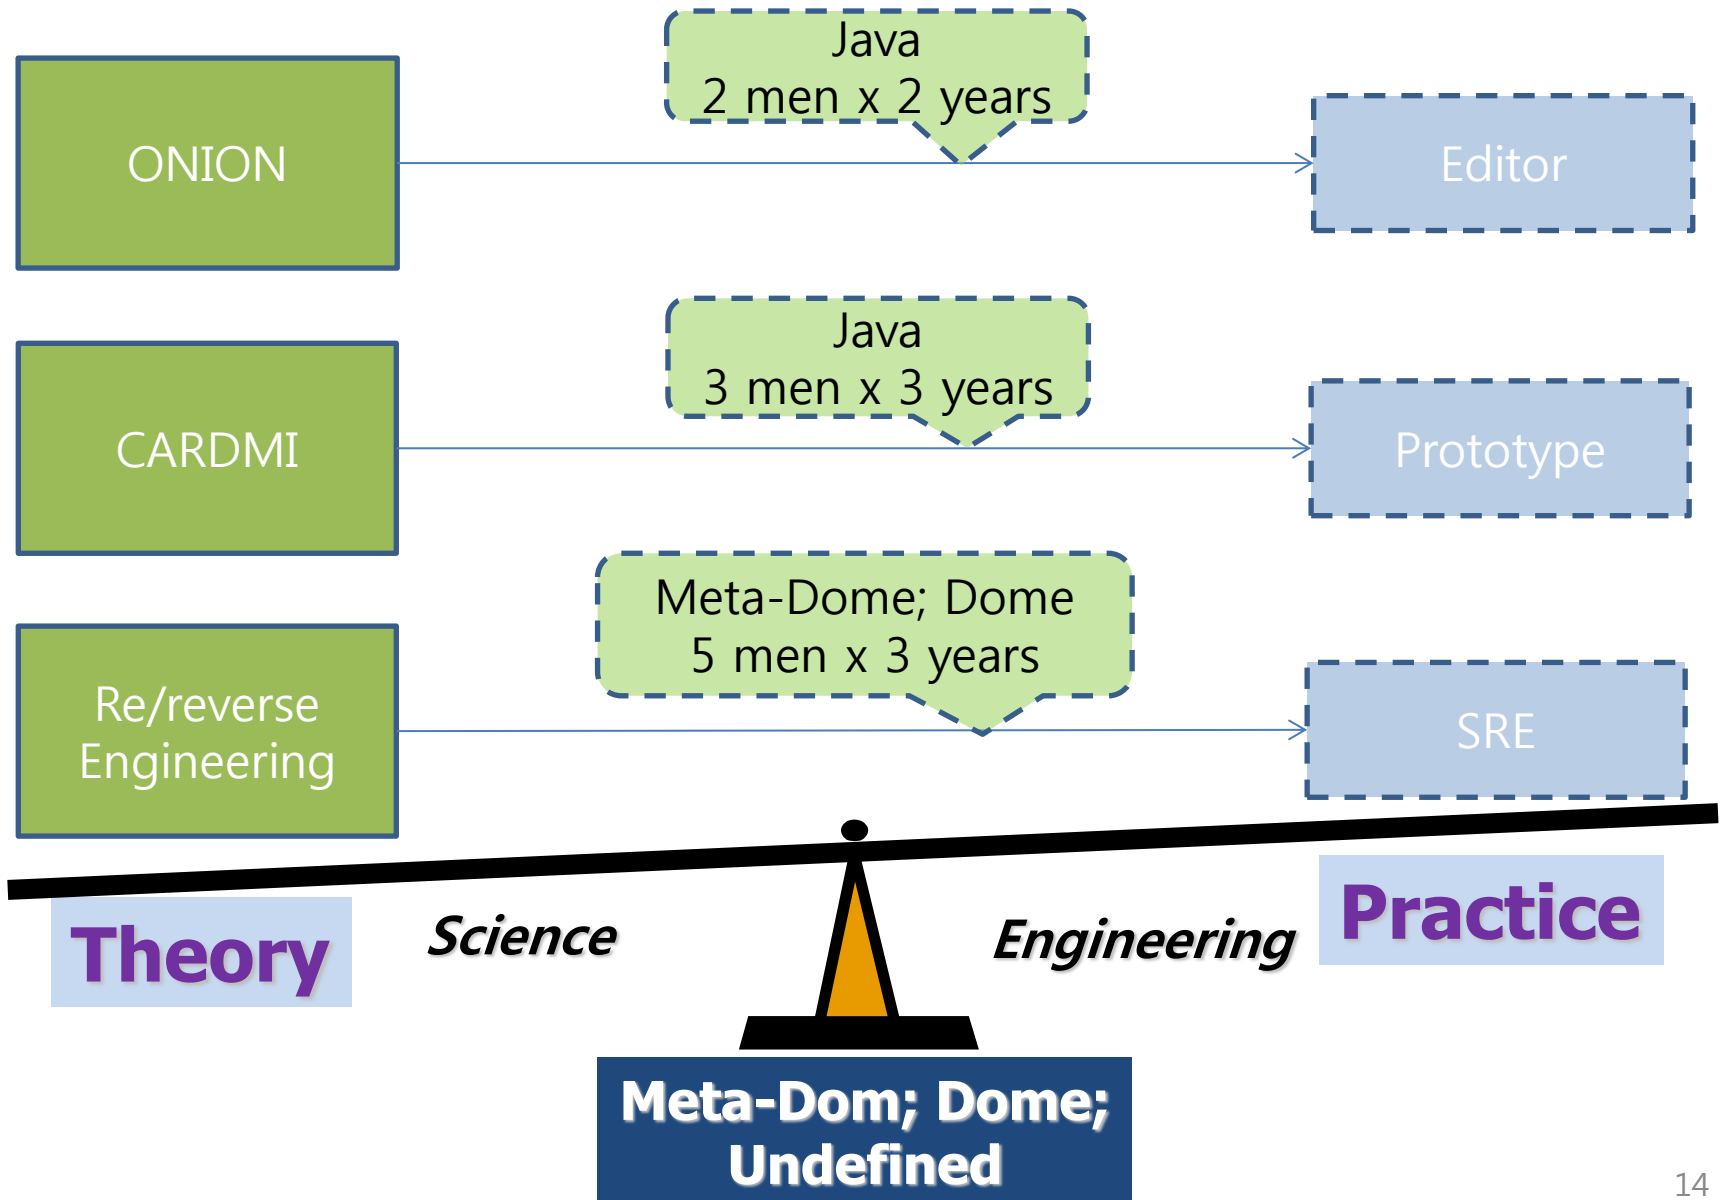 Java
2 men x 2 years
ONION
Editor
Java
3 men x 3 years
CARDMI
Prototype
Meta-Dome; Dome
5 men x 3 years
Re/reverse
Engineering
SRE
Theory
Science
Engineering
Practice
Meta-Dom; Dome;
Undefined
14